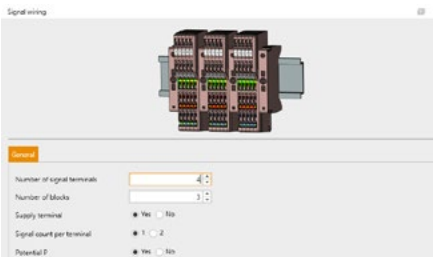 Signal wiring
General
Number of signal terminals 4
Number of blocks 3
Supply terminal Yes No
Signal count per terminal 1 2
Potential P Yes No